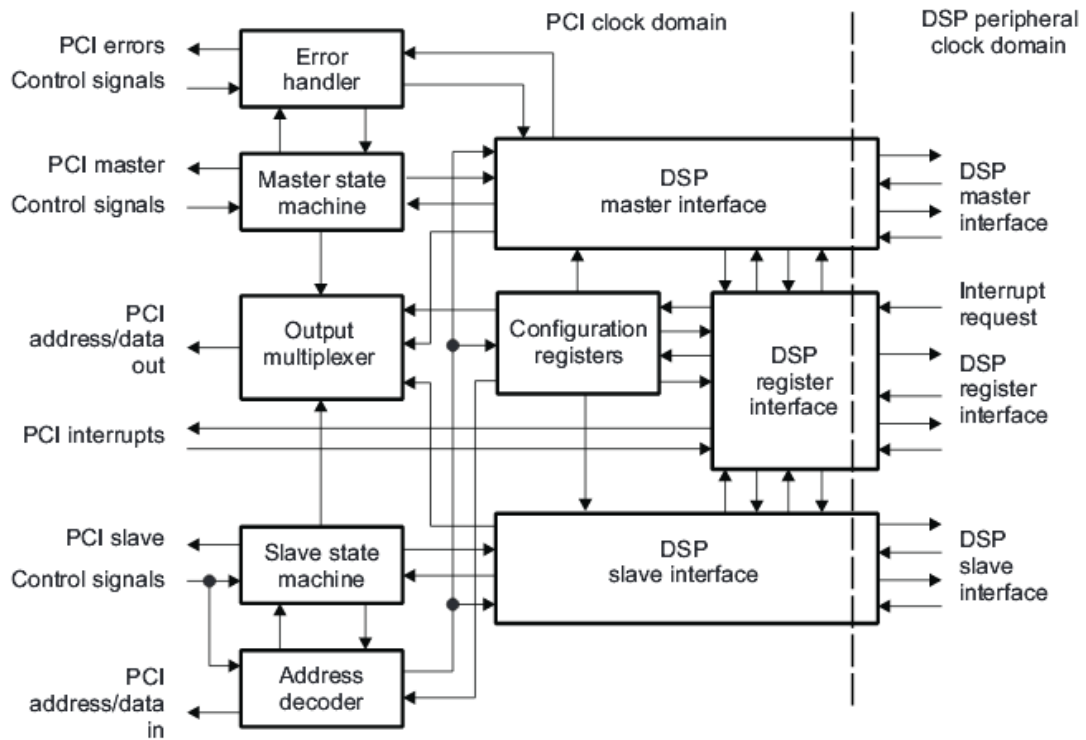 PCI clock domain
DSP peripheral
clock domain
PCI errors
Control signals
Error
handler
PCI master
Control signals
Master state
machine
DSP
master interface
DSP
master
interface
PCI
address/data
out
Output
multiplexer
Configuration
registers
DSP
register
interface
Interrupt
request
DSP
register
interface
PCI interrupts
PCI slave
Control signals
Slave state
machine
DSP
slave interface
DSP
slave
interface
PCI
address/data
in
Address
decoder